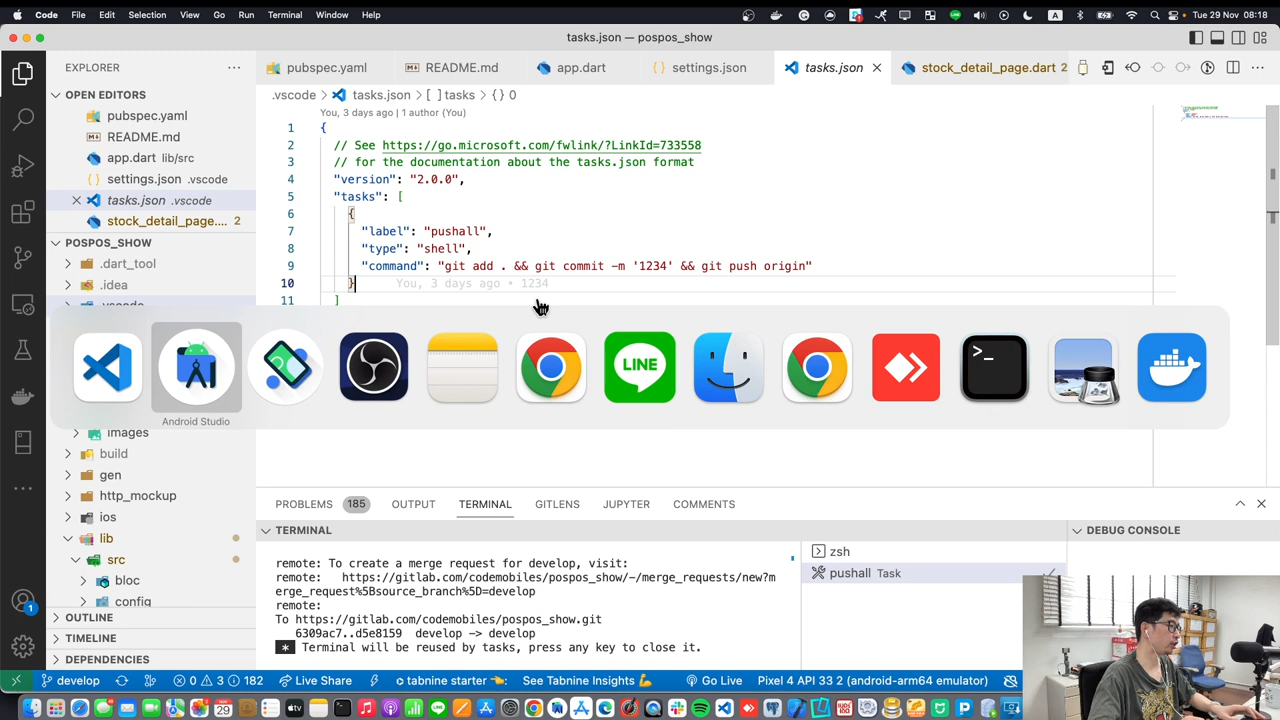 Code File Edit Selection View Go Run Terminal Window Help
A
Tue 29 Nov 08:18
tasks.json — pospos_show
EXPLORER
pubspec.yaml
README.md
app.dart
settings.json
tasks.json
stock_detail_page.dart 2
OPEN EDITORS
pubspec.yaml
README.md
app.dart lib/src
settings.json .vscode
tasks.json .vscode
stock_detail_page.... 2
POSPOS_SHOW
.dart_tool
.idea
.vscode
.vscode > tasks.json > [ ] tasks > { } 0
You, 3 days ago | 1 author (You)
1 {
2 // See https://go.microsoft.com/fwlink/?LinkId=733558
3 // for the documentation about the tasks.json format
4 "version": "2.0.0",
5 "tasks": [
6 {
7 "label": "pushall",
8 "type": "shell",
9 "command": "git add . && git commit -m '1234' && git push origin"
10 } You, 3 days ago • 1234
11 ]
LINE
>_
Android Studio
images
build
gen
http_mockup
ios
lib
src
bloc
config
OUTLINE
TIMELINE
DEPENDENCIES
PROBLEMS 185 OUTPUT TERMINAL GITLENS JUPYTER COMMENTS
TERMINAL
remote: To create a merge request for develop, visit:
remote:   https://gitlab.com/codemobiles/pospos_show/-/merge_requests/new?m
erge_request%5Bsource_branch%5D=develop
remote:
To https://gitlab.com/codemobiles/pospos_show.git
6309ac7..d5e8159  develop -> develop
* Terminal will be reused by tasks, press any key to close it.
zsh
pushall Task
DEBUG CONSOLE
1
develop 0 3 182 Live Share tabnine starter See Tabnine Insights Go Live Pixel 4 API 33 2 (android-arm64 emulator)